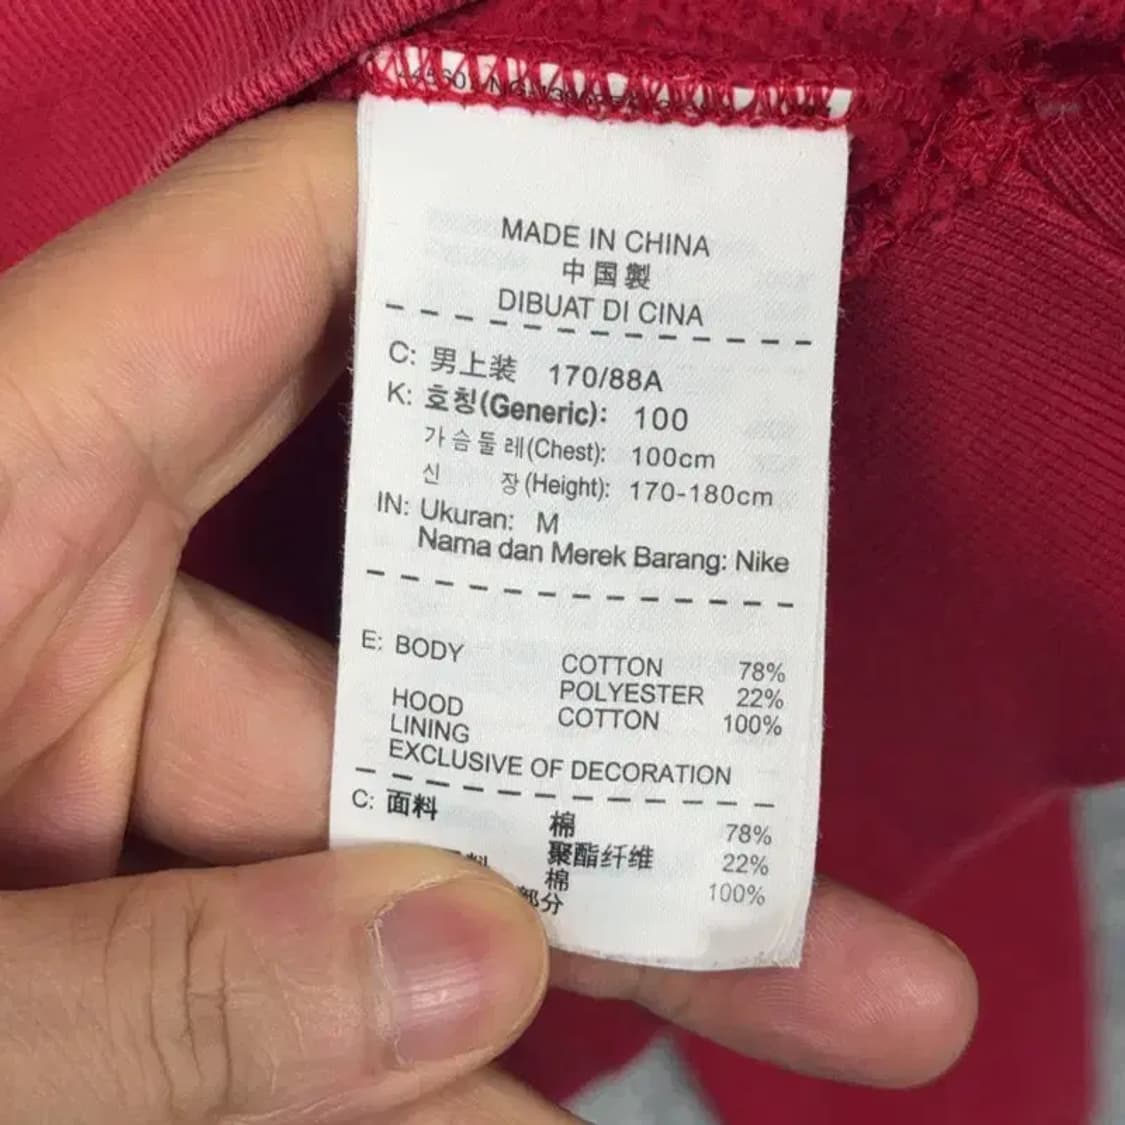 MADE IN CHINA
中国製
DIBUAT DI CINA
C: 男上装 170/88A
K: 호칭(Generic): 100
가슴둘레(Chest): 100cm
신 장(Height): 170-180cm
IN: Ukuran: M
Nama dan Merek Barang: Nike
E: BODY COTTON 78%
POLYESTER 22%
HOOD COTTON 100%
LINING
EXCLUSIVE OF DECORATION
C: 面料 棉 78%
聚酯纤维 22%
棉 100%
部分